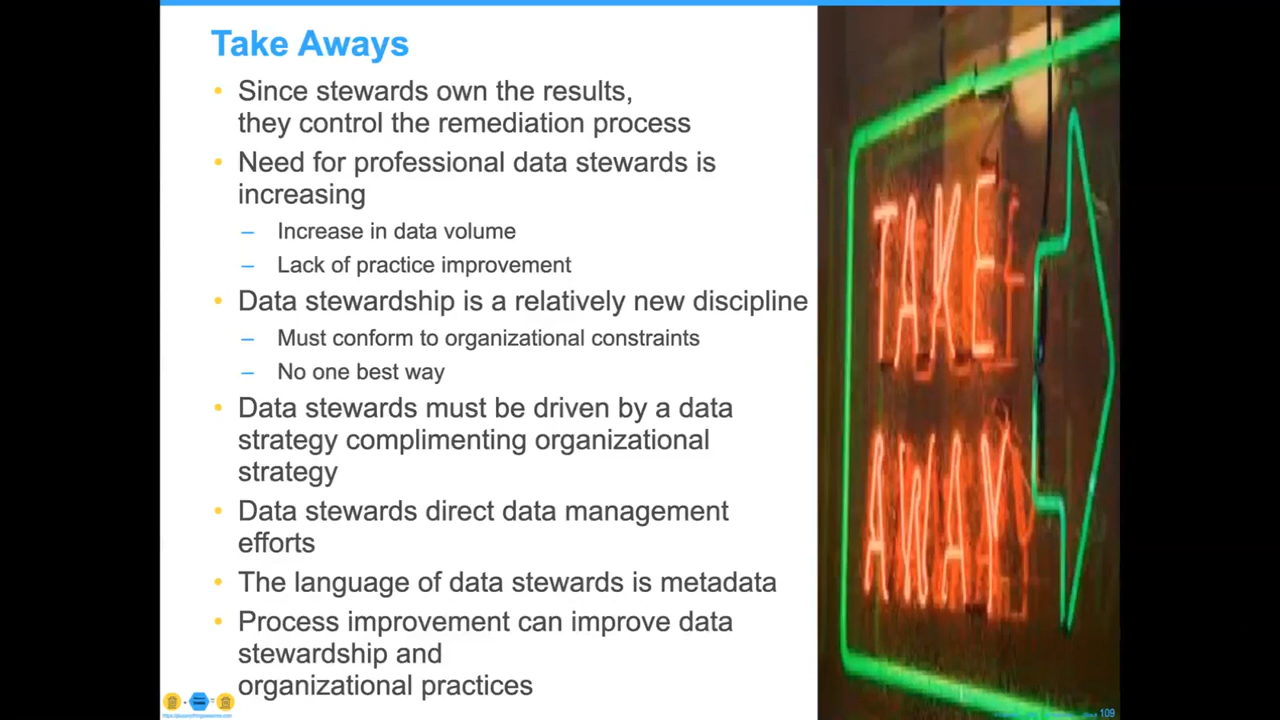 Take Aways
• Since stewards own the results,
they control the remediation process
• Need for professional data stewards is
increasing
– Increase in data volume
– Lack of practice improvement
• Data stewardship is a relatively new discipline
– Must conform to organizational constraints
– No one best way
• Data stewards must be driven by a data
strategy complimenting organizational
strategy
• Data stewards direct data management
efforts
• The language of data stewards is metadata
• Process improvement can improve data
stewardship and
organizational practices
TAKE
AWAY
109